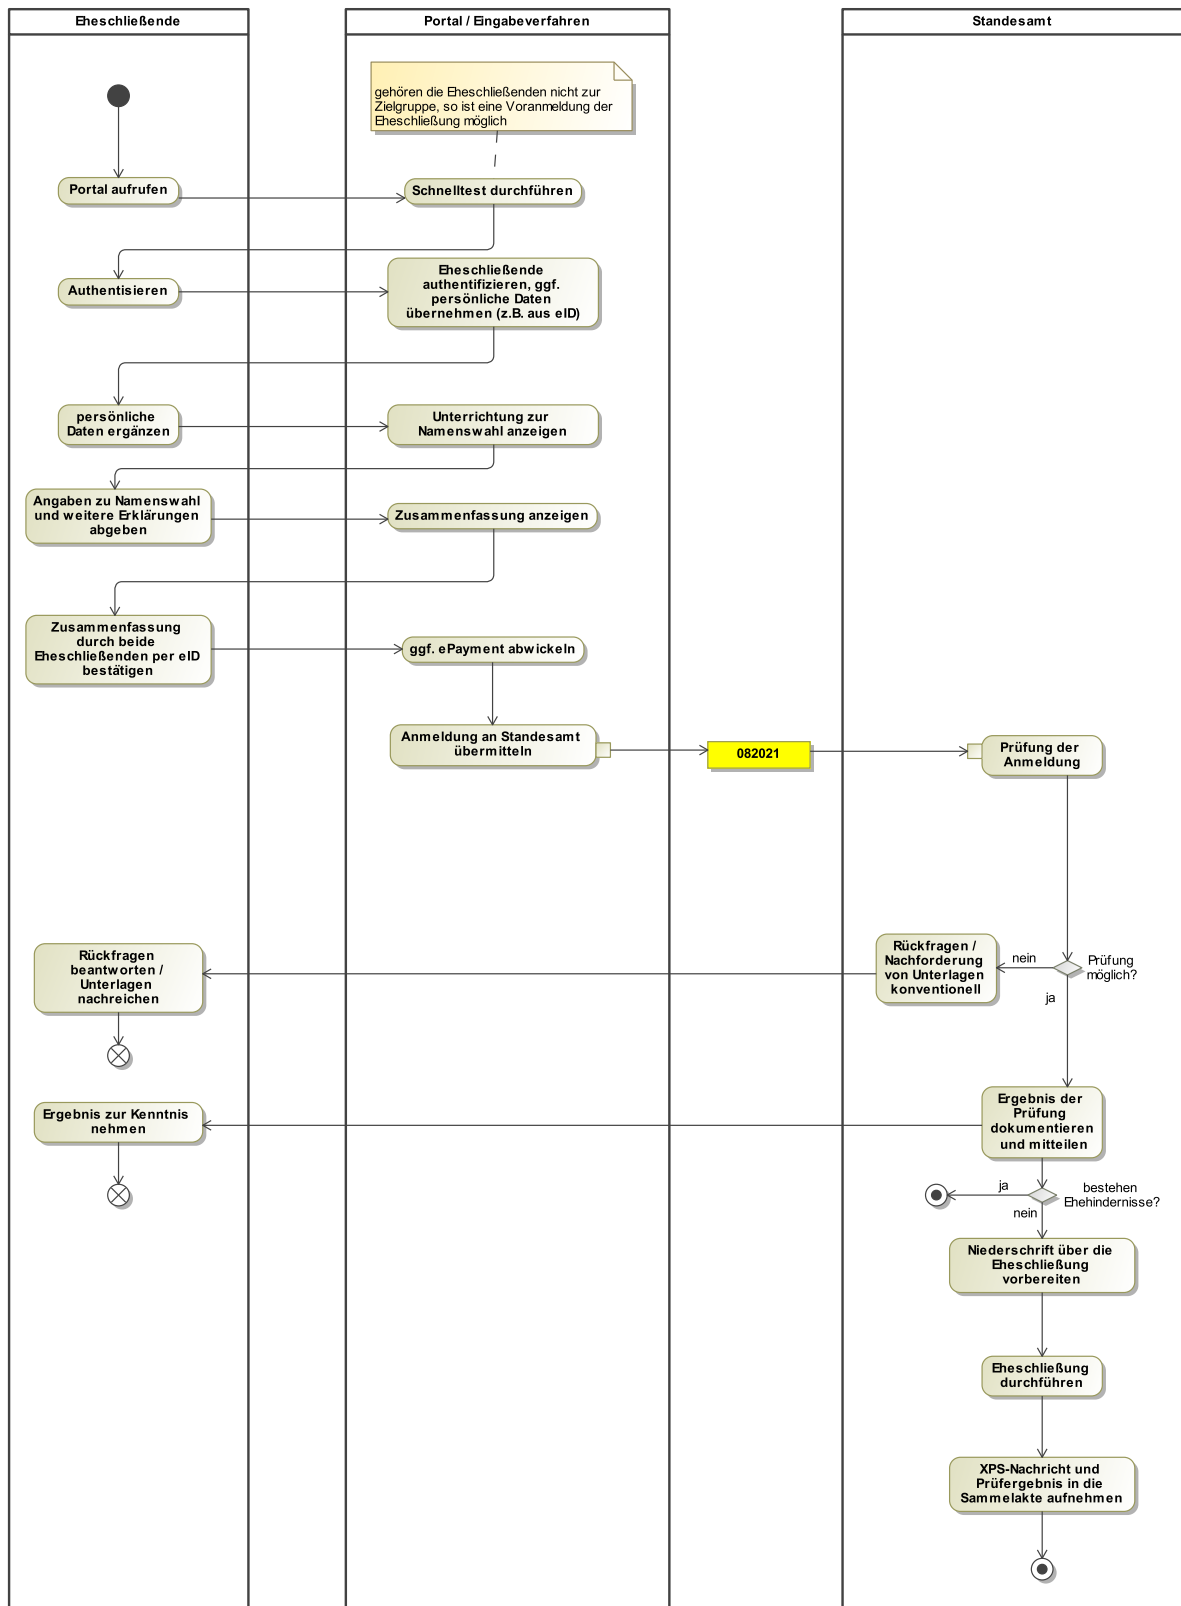 Eheschließende
Portal / Eingabeverfahren
Standesamt
gehören die Eheschließenden nicht zur
Zielgruppe, so ist eine Voranmeldung der
Eheschließung möglich
Portal aufrufen
Schnelltest durchführen
Authentisieren
Eheschließende
authentifizieren, ggf.
persönliche Daten
übernehmen (z.B. aus eID)
persönliche
Daten ergänzen
Unterrichtung zur
Namenswahl anzeigen
Angaben zu Namenswahl
und weitere Erklärungen
abgeben
Zusammenfassung anzeigen
Zusammenfassung
durch beide
Eheschließenden per eID
bestätigen
ggf. ePayment abwickeln
Anmeldung an Standesamt
übermitteln
082021
Prüfung der
Anmeldung
Rückfragen
beantworten /
Unterlagen
nachreichen
Rückfragen /
Nachforderung
von Unterlagen
konventionell
nein
Prüfung
möglich?
ja
Ergebnis zur Kenntnis
nehmen
Ergebnis der
Prüfung
dokumentieren
und mitteilen
ja
bestehen
Ehehindernisse?
nein
Niederschrift über die
Eheschließung
vorbereiten
Eheschließung
durchführen
XPS-Nachricht und
Prüfergebnis in die
Sammelakte aufnehmen